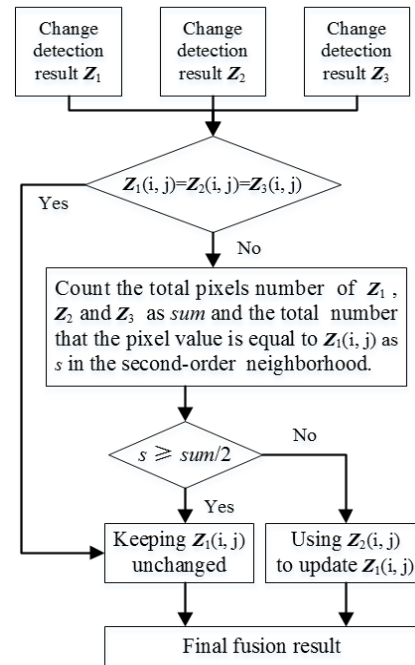 Change
detection
result Z₁
Change
detection
result Z₂
Change
detection
result Z₃
Z₁(i, j)=Z₂(i, j)=Z₃(i, j)
Yes
No
Count the total pixels number of Z₁ ,
Z₂ and Z₃ as sum and the total number
that the pixel value is equal to Z₁(i, j) as
s in the second-order neighborhood.
s ⩾ sum/2
No
Yes
Keeping Z₁(i, j)
unchanged
Using Z₂(i, j)
to update Z₁(i, j)
Final fusion result